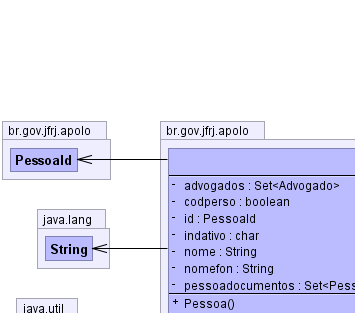 br.gov.jfrj.apolo
PessoaId
java.lang
String
java.util
br.gov.jfrj.apolo
- advogados : Set<Advogado>
- codperso : boolean
- id : PessoaId
- indativo : char
- nome : String
- nomefon : String
- pessoadocumentos : Set<Pess
+ Pessoa()